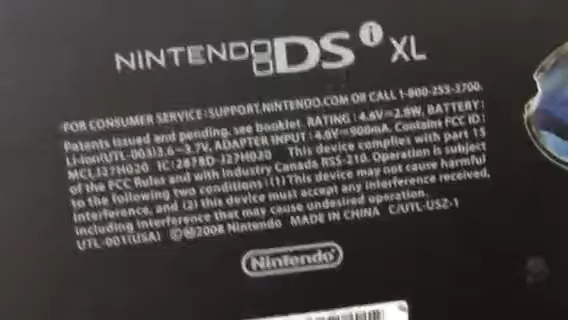 NINTENDO DSi XL
FOR CONSUMER SERVICE:SUPPORT.NINTENDO.COM OR CALL 1-800-255-3700.
Patents issued and pending, see booklet. RATING : 4.6V⎓2.8W, BATTERY:
Li-ion(UTL-003)3.6-3.7V, ADAPTER INPUT : 4.6V⎓900mA. Contains FCC ID:
MCLJ27H020 IC:2878D-J27H020 This device complies with part 15
of the FCC Rules and with Industry Canada RSS-210. Operation is subject
to the following two conditions:(1)This device may not cause harmful
interference, and (2) this device must accept any interference received,
including interference that may cause undesired operation.
UTL-001(USA) ©Ⓜ2008 Nintendo MADE IN CHINA C/UTL-USZ-1
Nintendo